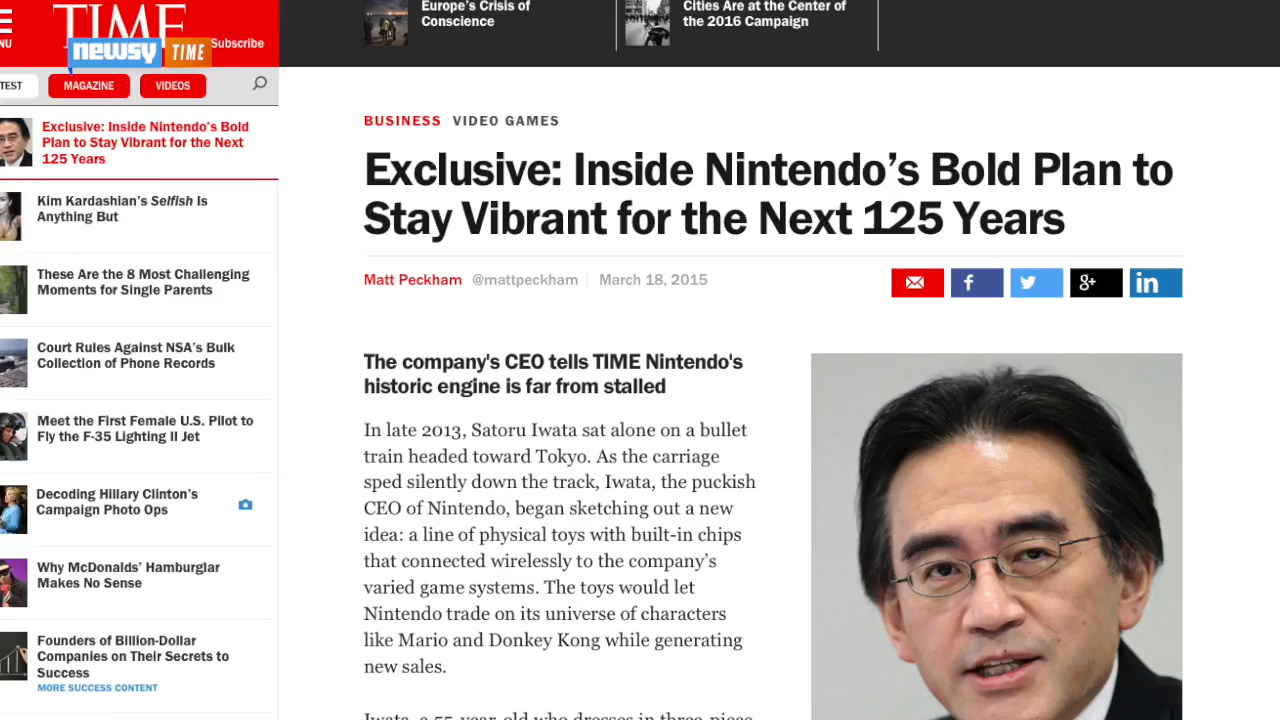 Europe's Crisis of
Conscience
Cities Are at the Center of
the 2016 Campaign
TIME
NU
newsy TIME
Subscribe
TEST
MAGAZINE
VIDEOS
Exclusive: Inside Nintendo's Bold
Plan to Stay Vibrant for the Next
125 Years
Kim Kardashian's Selfish Is
Anything But
These Are the 8 Most Challenging
Moments for Single Parents
Court Rules Against NSA's Bulk
Collection of Phone Records
Meet the First Female U.S. Pilot to
Fly the F-35 Lighting II Jet
Decoding Hillary Clinton's
Campaign Photo Ops
Why McDonalds' Hamburglar
Makes No Sense
Founders of Billion-Dollar
Companies on Their Secrets to
Success
MORE SUCCESS CONTENT
BUSINESS VIDEO GAMES
Exclusive: Inside Nintendo's Bold Plan to
Stay Vibrant for the Next 125 Years
Matt Peckham @mattpeckham March 18, 2015
f
g+
in
The company's CEO tells TIME Nintendo's
historic engine is far from stalled
In late 2013, Satoru Iwata sat alone on a bullet
train headed toward Tokyo. As the carriage
sped silently down the track, Iwata, the puckish
CEO of Nintendo, began sketching out a new
idea: a line of physical toys with built-in chips
that connected wirelessly to the company's
varied game systems. The toys would let
Nintendo trade on its universe of characters
like Mario and Donkey Kong while generating
new sales.
Iwata, a 55-year-old who dresses in three-piece